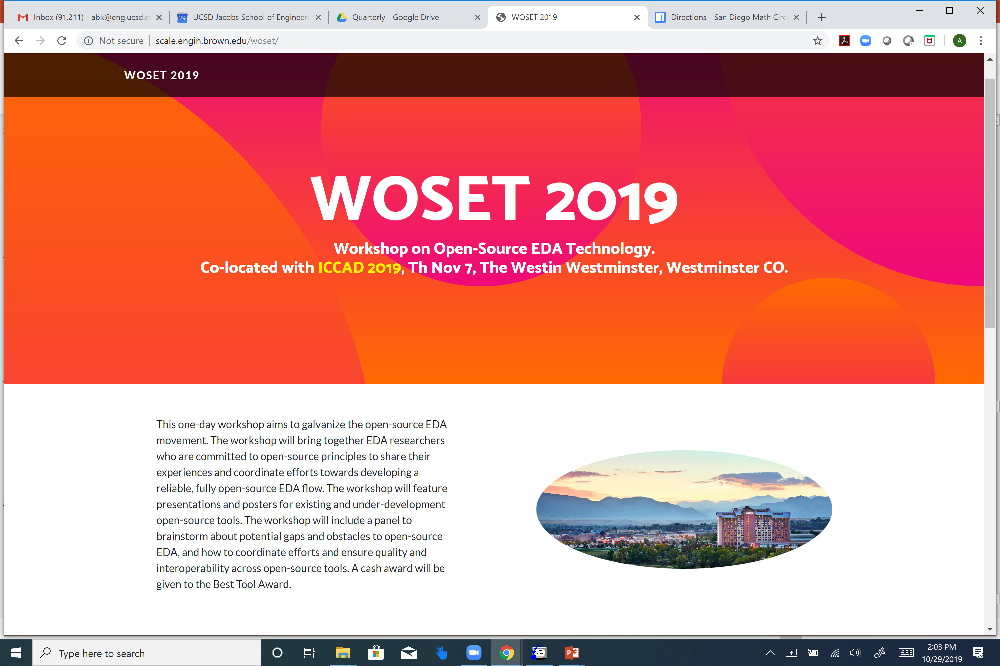 Inbox (91,211) - abk@eng.ucsd.e
UCSD Jacobs School of Engineeri
Quarterly - Google Drive
WOSET 2019
Directions - San Diego Math Circ
Not secure
scale.engin.brown.edu/woset/
A
WOSET 2019
WOSET 2019
Workshop on Open-Source EDA Technology.
Co-located with ICCAD 2019, Th Nov 7, The Westin Westminster, Westminster CO.
This one-day workshop aims to galvanize the open-source EDA
movement. The workshop will bring together EDA researchers
who are committed to open-source principles to share their
experiences and coordinate efforts towards developing a
reliable, fully open-source EDA flow. The workshop will feature
presentations and posters for existing and under-development
open-source tools. The workshop will include a panel to
brainstorm about potential gaps and obstacles to open-source
EDA, and how to coordinate efforts and ensure quality and
interoperability across open-source tools. A cash award will be
given to the Best Tool Award.
WESTIN
Type here to search
2:03 PM
10/29/2019